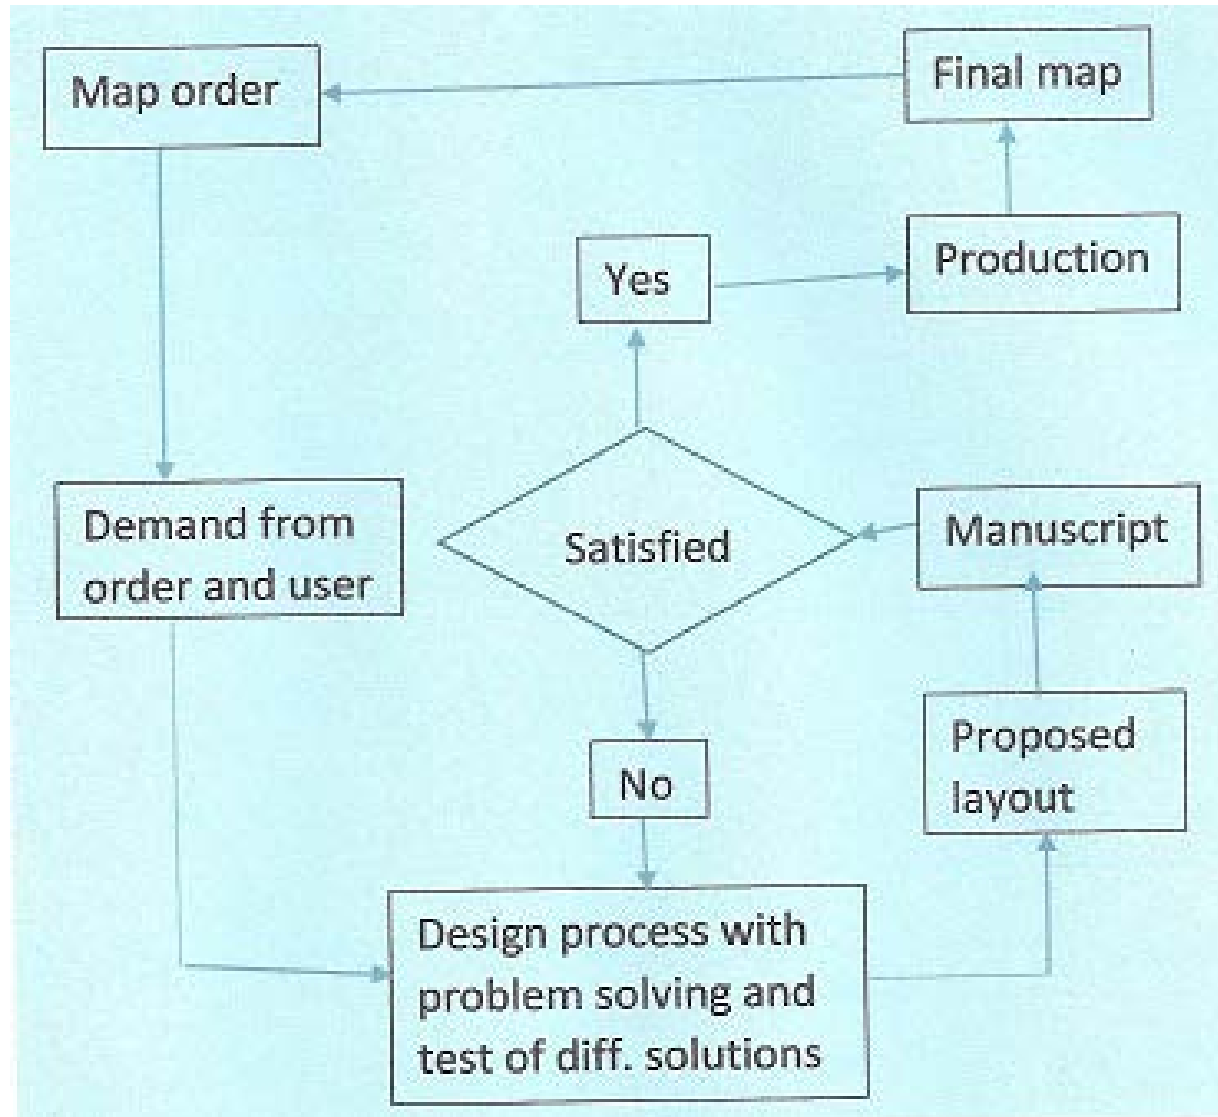 Map order
Final map
Yes
Production
Demand from
order and user
Satisfied
Manuscript
No
Proposed
layout
Design process with
problem solving and
test of diff. solutions